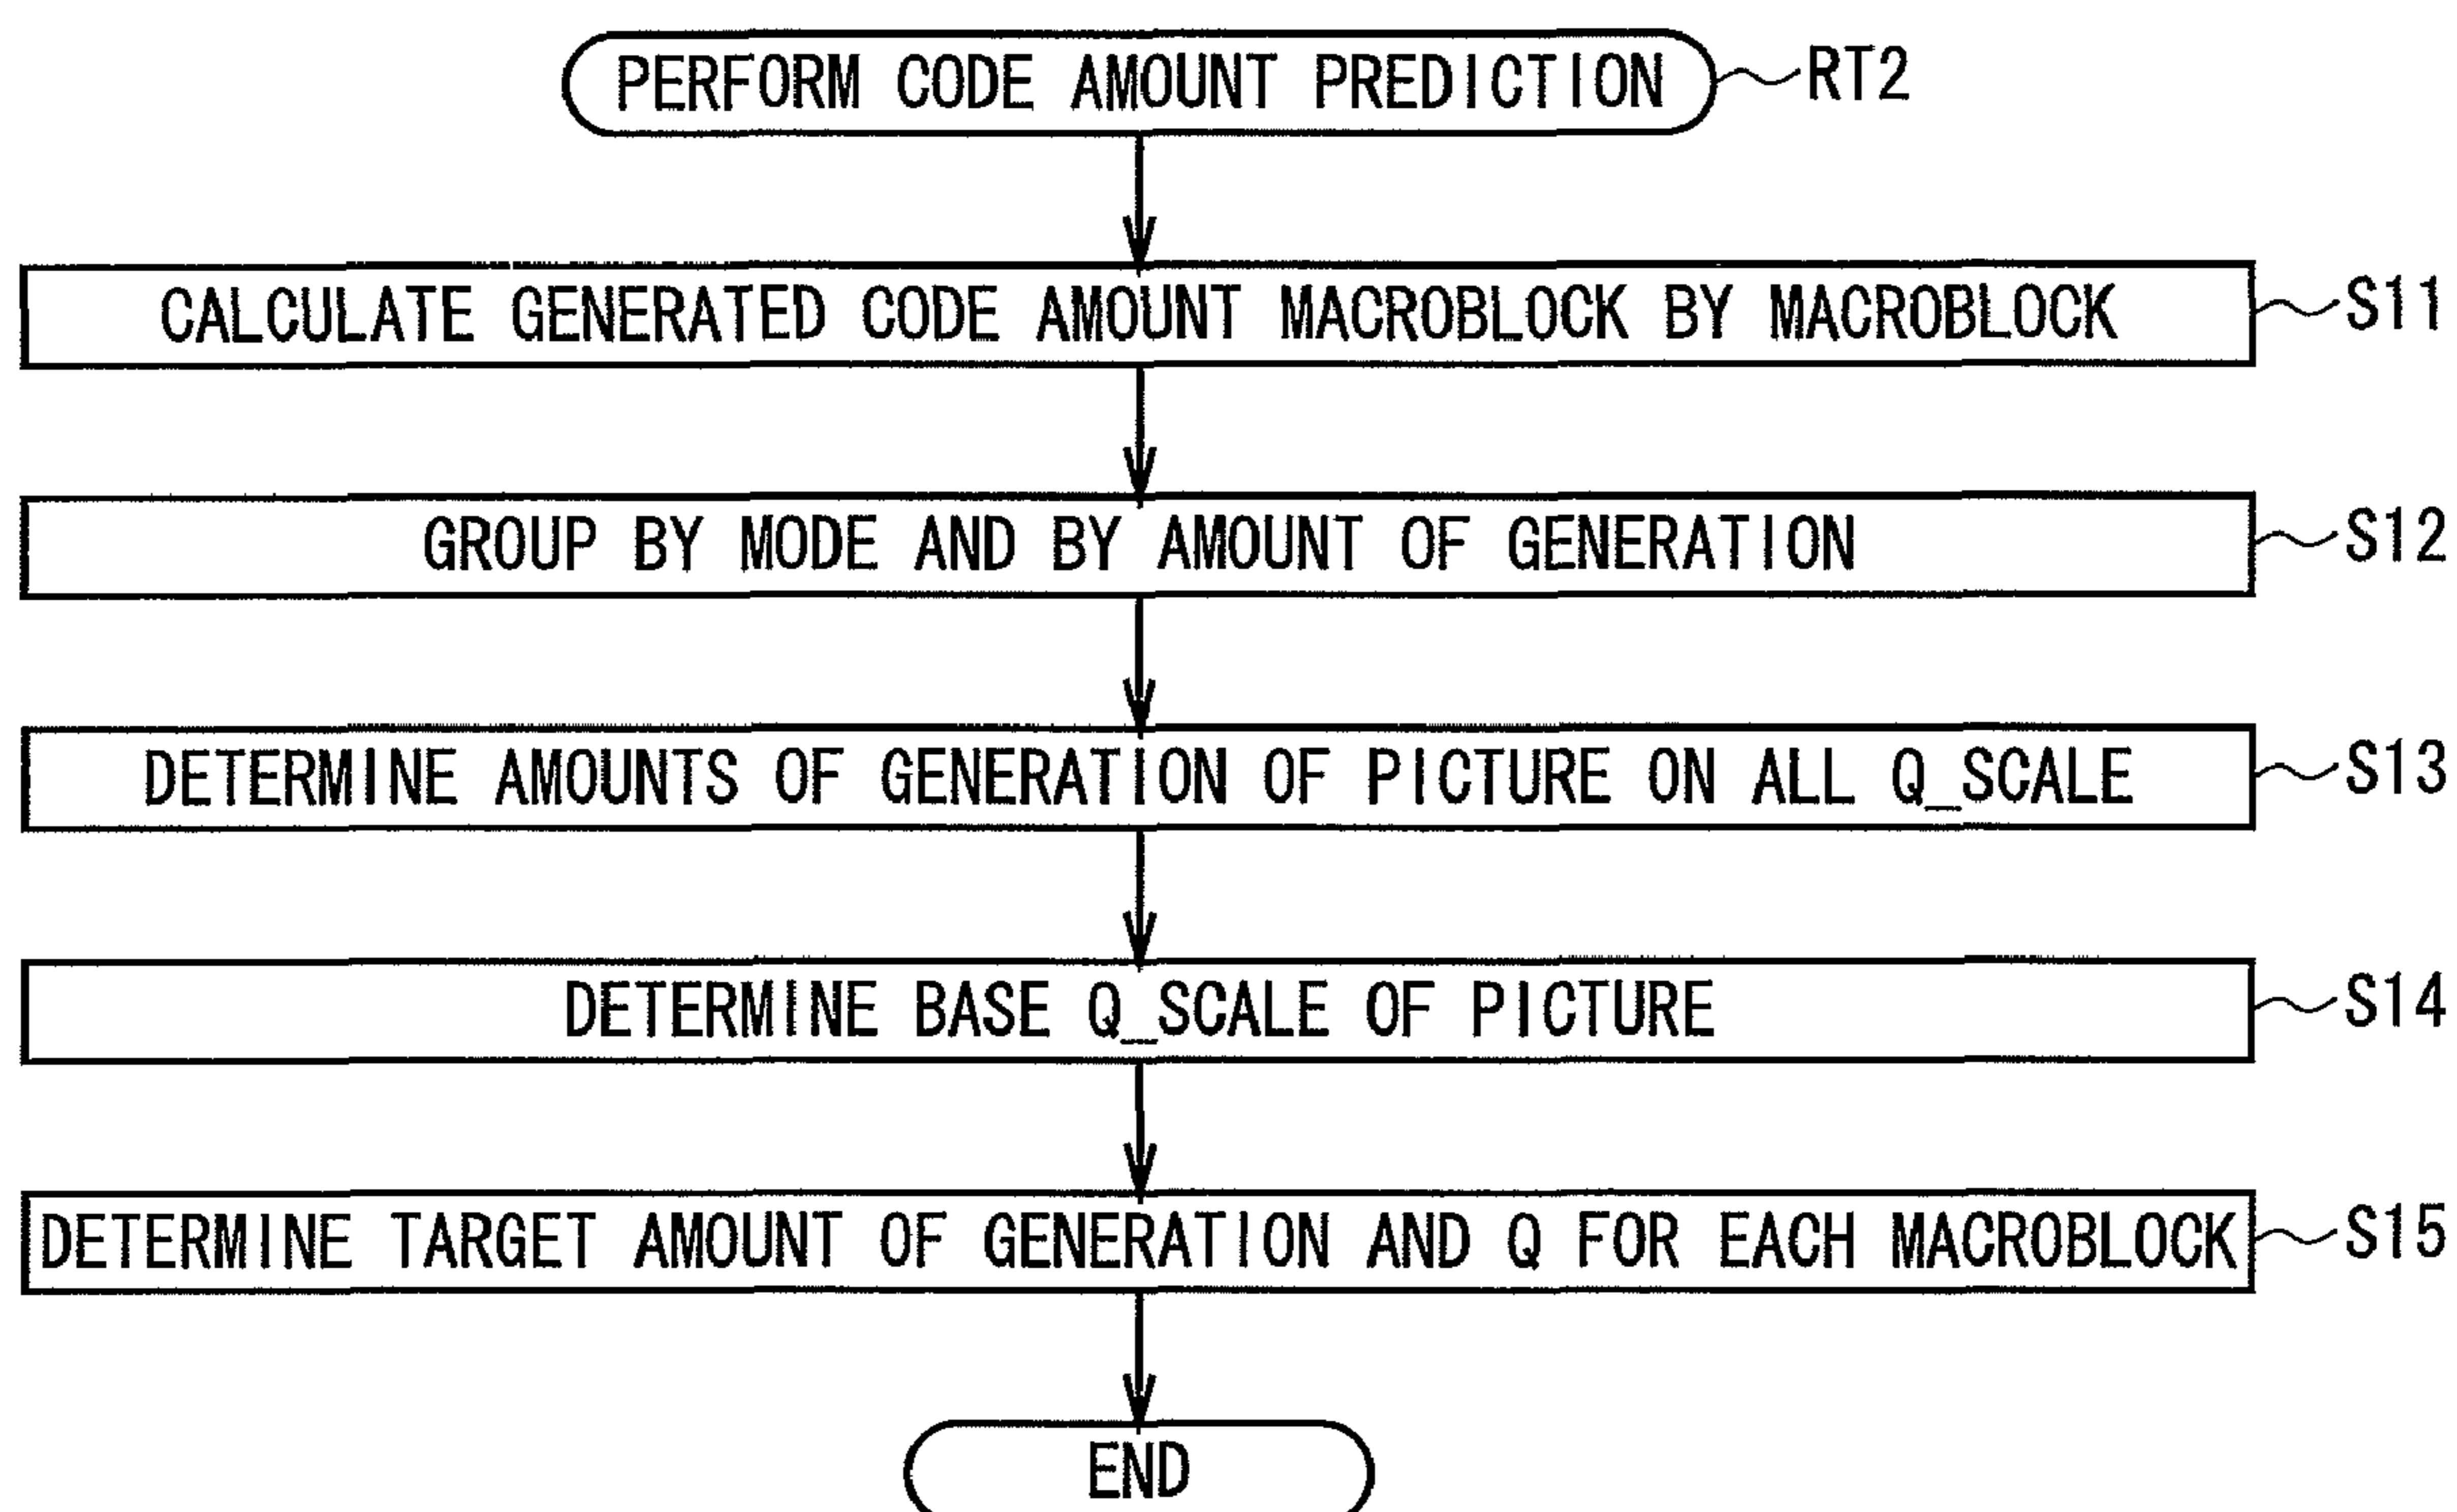 PERFORM CODE AMOUNT PREDICTION RT2
CALCULATE GENERATED CODE AMOUNT MACROBLOCK BY MACROBLOCK S11
GROUP BY MODE AND BY AMOUNT OF GENERATION S12
DETERMINE AMOUNTS OF GENERATION OF PICTURE ON ALL Q_SCALE S13
DETERMINE BASE Q_SCALE OF PICTURE S14
DETERMINE TARGET AMOUNT OF GENERATION AND Q FOR EACH MACROBLOCK S15
END